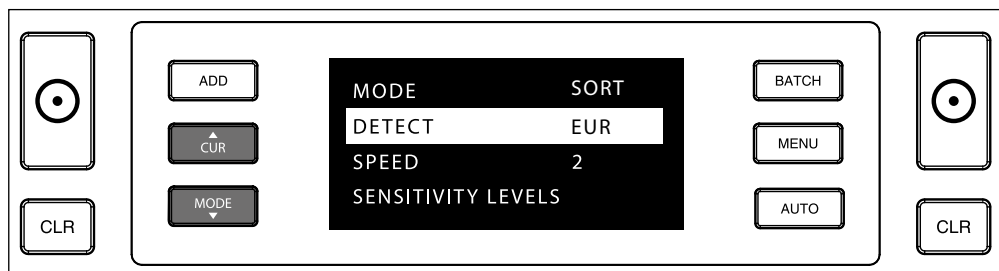 ADD
CUR
MODE
CLR
MODE SORT
DETECT EUR
SPEED 2
SENSITIVITY LEVELS
BATCH
MENU
AUTO
CLR